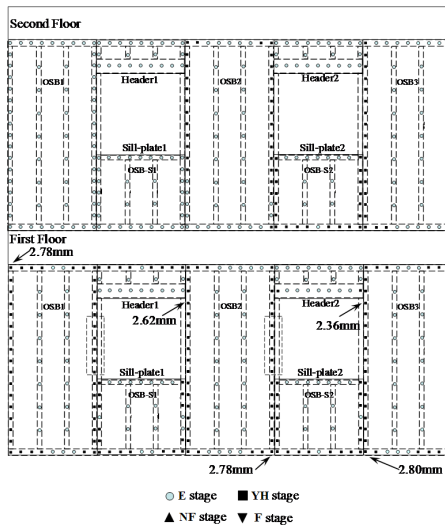 Second Floor
OSB1
OSB2
OSB3
Header1
Header2
Sill-plate1
Sill-plate2
OSB-S1
OSB-S2
First Floor
2.78mm
OSB1
OSB2
OSB3
Header1
Header2
2.62mm
2.36mm
Sill-plate1
Sill-plate2
OSB-S1
OSB-S2
2.78mm
2.80mm
E stage
YH stage
NF stage
F stage